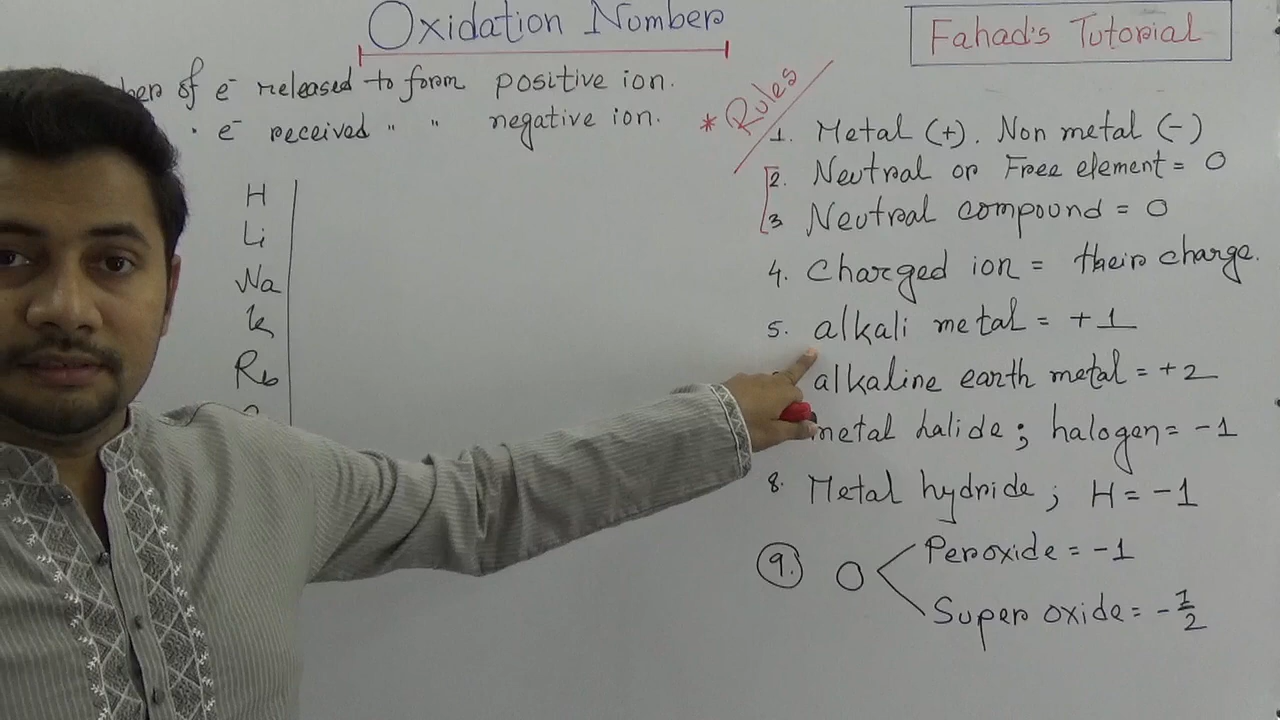 Oxidation Number
Fahad's Tutorial
of e⁻ released to form positive ion.
e⁻ received " " negative ion.
* Rules
1. Metal (+). Non metal (-)
2. Neutral or Free element = 0
3 Neutral compound = 0
4. Charged ion = their charge.
5. alkali metal = +1
alkaline earth metal = +2
metal halide ; halogen = -1
8. Metal hydride ; H = -1
9. O
Peroxide = -1
Super oxide = -1/2
H
Li
Na
K
Rb